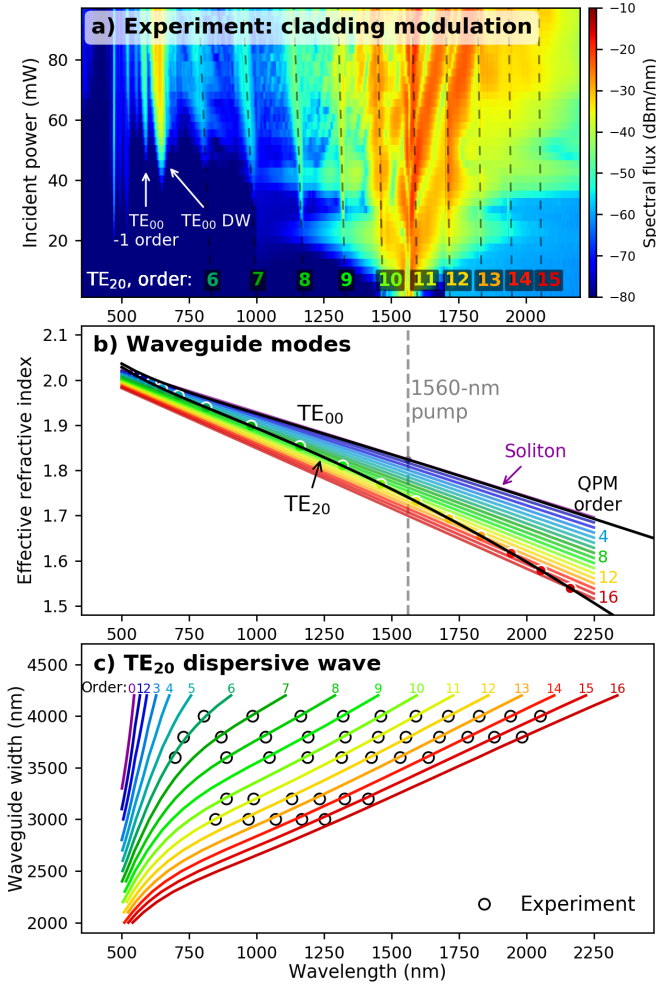 a) Experiment: cladding modulation
Incident power (mW)
80
60
40
20
TE₀₀
-1 order
TE₀₀ DW
TE₂₀, order: 6 7 8 9 10 11 12 13 14 15
500 750 1000 1250 1500 1750 2000
−10
−20
−30
−40
−50
−60
−70
−80
Spectral flux (dBm/nm)
b) Waveguide modes
Effective refractive index
2.1
2.0
1.9
1.8
1.7
1.6
1.5
TE₀₀
TE₂₀
1560-nm
pump
Soliton
QPM
order
4
8
12
16
500 750 1000 1250 1500 1750 2000 2250
c) TE₂₀ dispersive wave
Order: 0 1 2 3 4 5 6 7 8 9 10 11 12 13 14 15 16
Waveguide width (nm)
4500
4000
3500
3000
2500
2000
Experiment
500 750 1000 1250 1500 1750 2000 2250
Wavelength (nm)